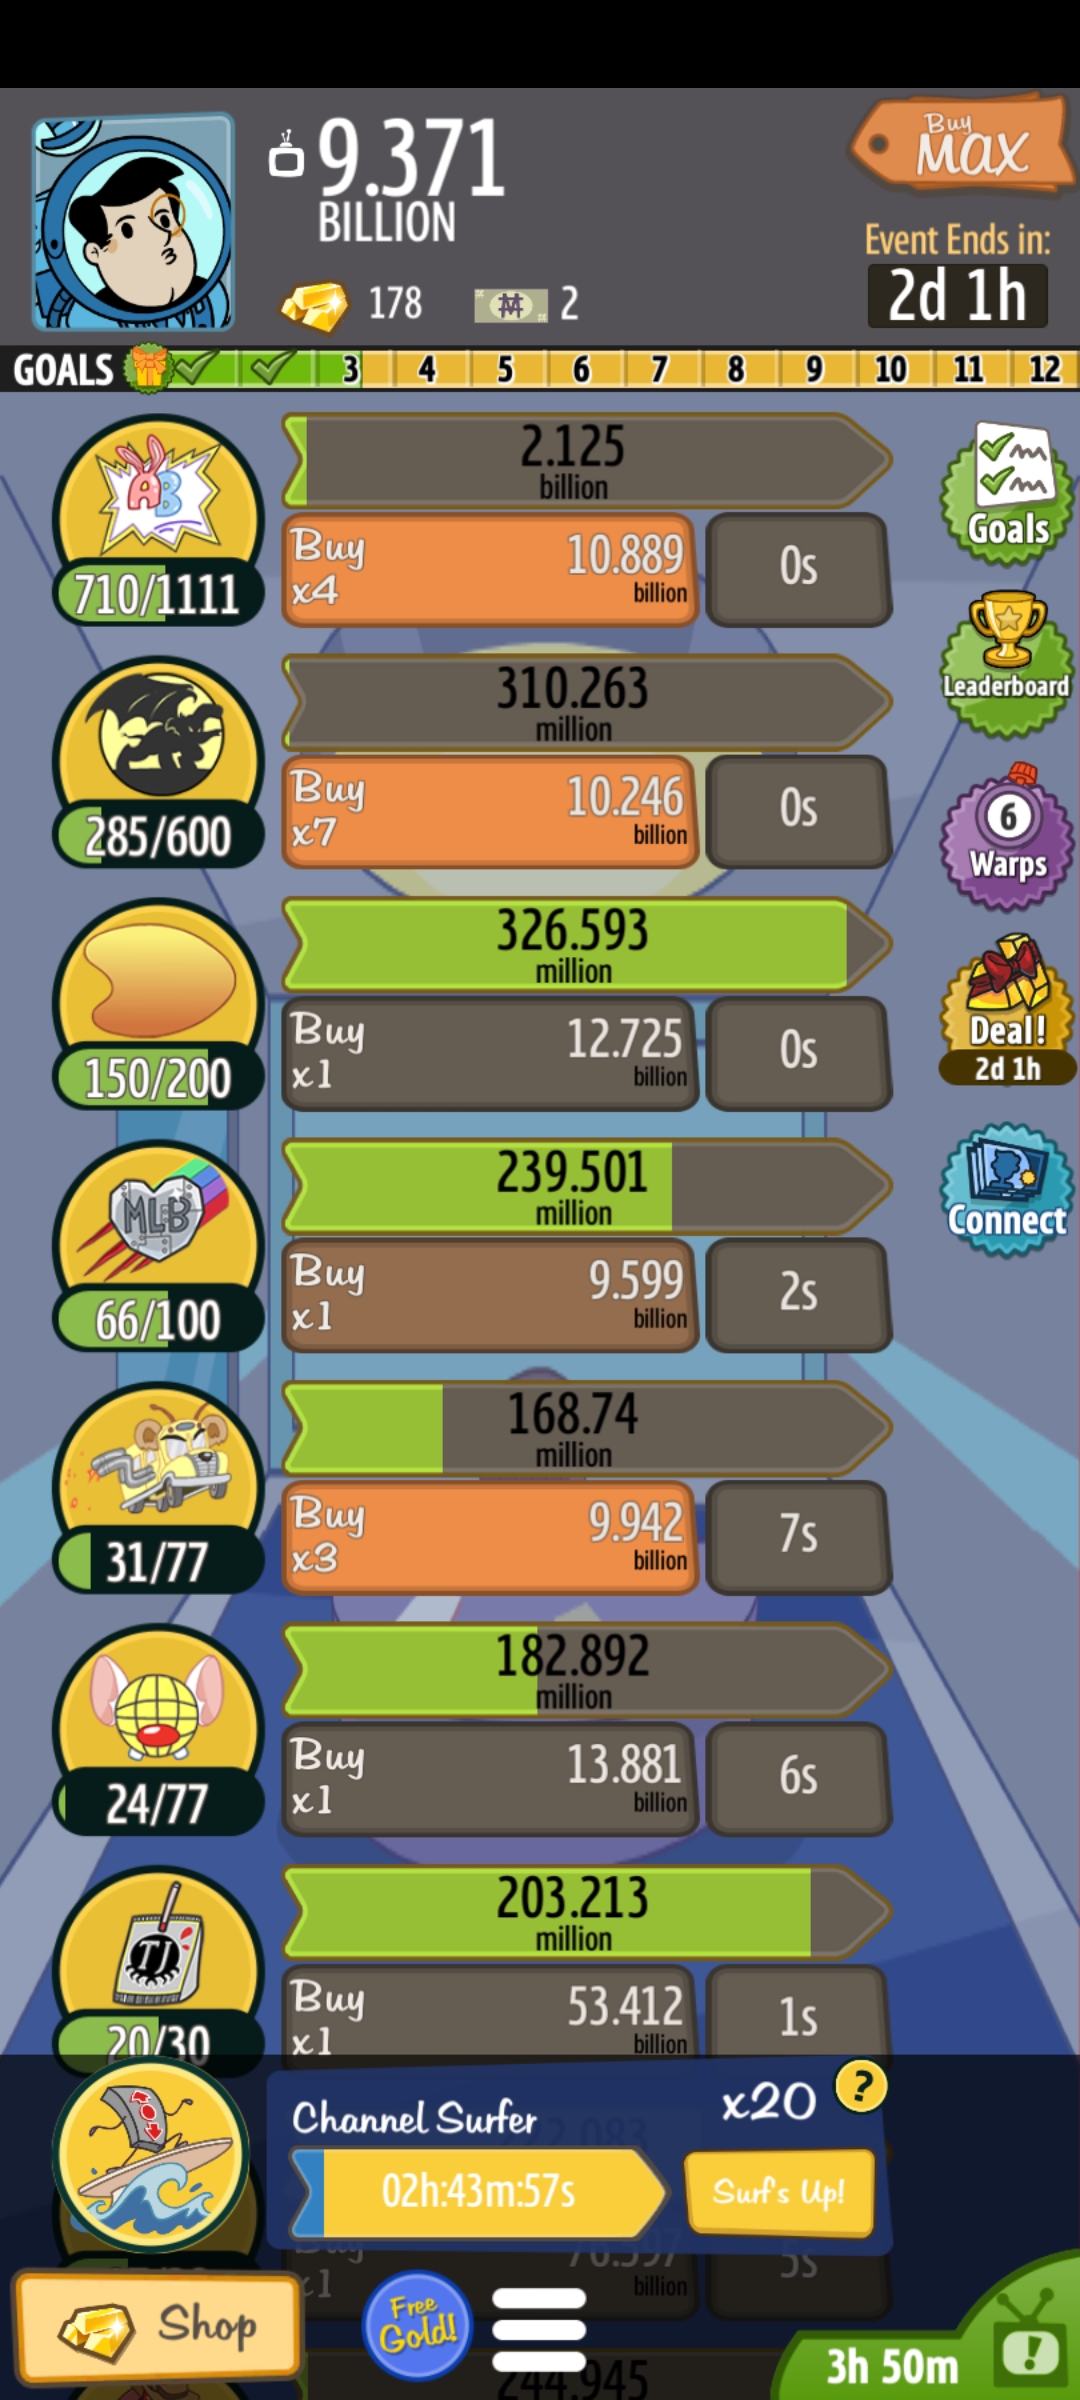 9.371
BILLION
Buy
MAX
Event Ends in:
2d 1h
178
2
GOALS
3 4 5 6 7 8 9 10 11 12
AB
710/1111
2.125
billion
Buy
x4
10.889
billion
0s
Goals
285/600
310.263
million
Buy
x7
10.246
billion
0s
Leaderboard
6
Warps
150/200
326.593
million
Buy
x1
12.725
billion
0s
Deal!
2d 1h
MLB
66/100
239.501
million
Buy
x1
9.599
billion
2s
Connect
31/77
168.74
million
Buy
x3
9.942
billion
7s
24/77
182.892
million
Buy
x1
13.881
billion
6s
TJ
20/30
203.213
million
Buy
x1
53.412
billion
1s
Channel Surfer
x20
?
02h:43m:57s
Surf's Up!
Buy
x1
76.397
billion
5s
Shop
Free
Gold!
244.945
3h 50m
!